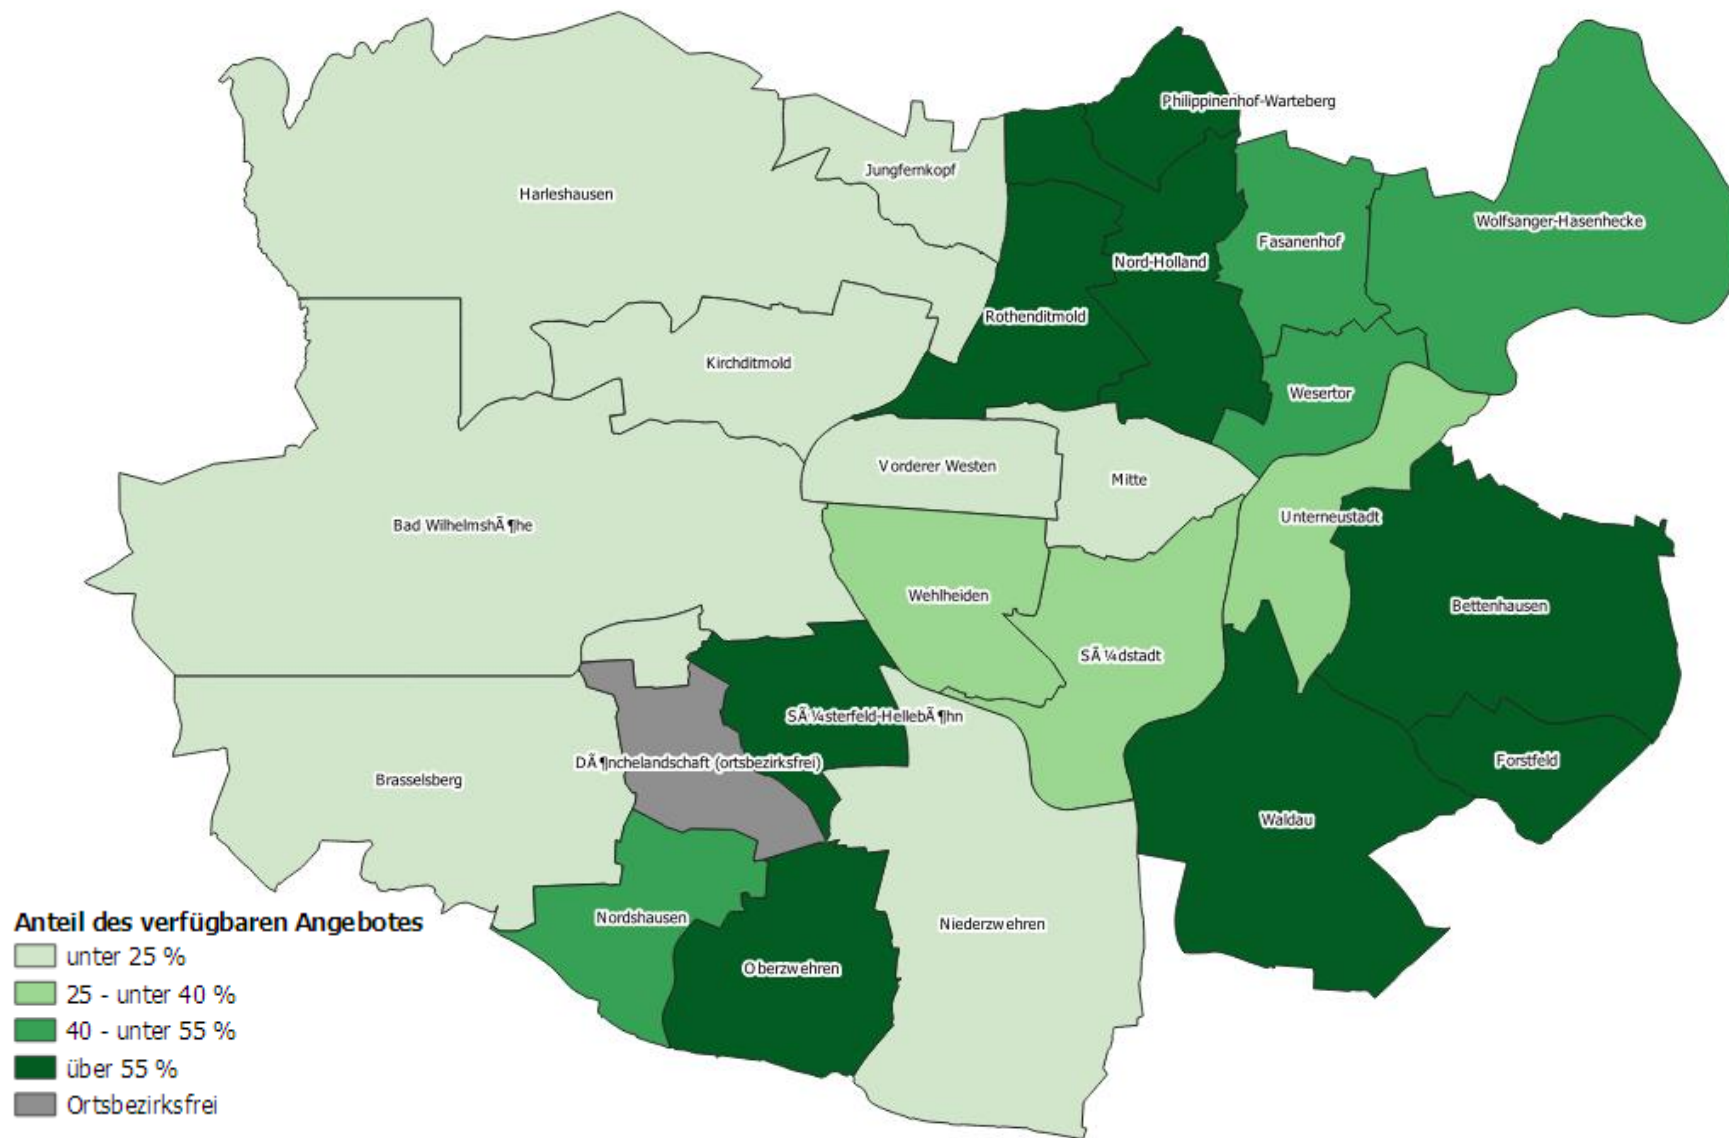 Philippinenhof-Warteberg
Jungfernkopf
Harleshausen
Wolfsanger-Hasenhecke
Fasanenhof
Nord-Holland
Rothenditmold
Kirchditmold
Wesertor
Vorderer Westen
Mitte
Unterneustadt
Bad WilhelmshÃ¶he
Wehlheiden
Bettenhausen
SÃ¼dstadt
SÃ¼sterfeld-HellebÃ¶hn
DÃ¶nchelandschaft (ortsbezirksfrei)
Forstfeld
Brasselsberg
Waldau
Nordshausen
Niederzwehren
Oberzwehren
Anteil des verfügbaren Angebotes
unter 25 %
25 - unter 40 %
40 - unter 55 %
über 55 %
Ortsbezirksfrei